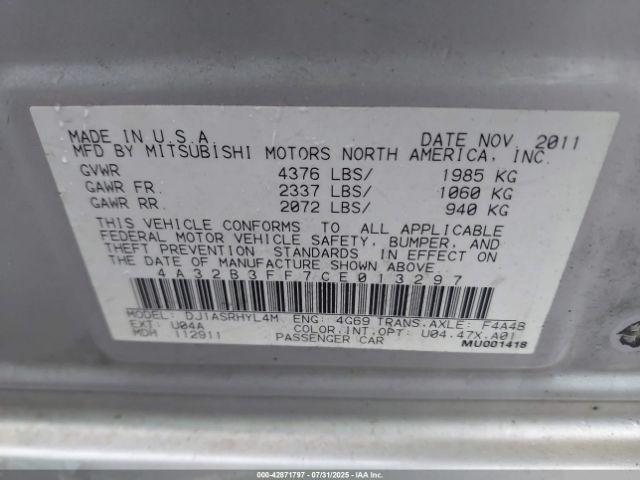 MADE IN U.S.A. DATE NOV. 2011
MFD BY MITSUBISHI MOTORS NORTH AMERICA, INC.
GVWR 4376 LBS/ 1985 KG
GAWR FR. 2337 LBS/ 1060 KG
GAWR RR. 2072 LBS/ 940 KG
THIS VEHICLE CONFORMS TO ALL APPLICABLE
FEDERAL MOTOR VEHICLE SAFETY, BUMPER, AND
THEFT PREVENTION STANDARDS IN EFFECT ON
THE DATE OF MANUFACTURE SHOWN ABOVE.
4A32B3FF7CE013297
MODEL: DJ1ASRHYL4M ENG: 4G69 TRANS.AXLE: F4A4B
EXT: U04A COLOR.INT.OPT: U04.47X.A01
MDR 112911 PASSENGER CAR
MU001418
000-42871797 - 07/31/2025 - COPYRIGHT © IAA, LLC